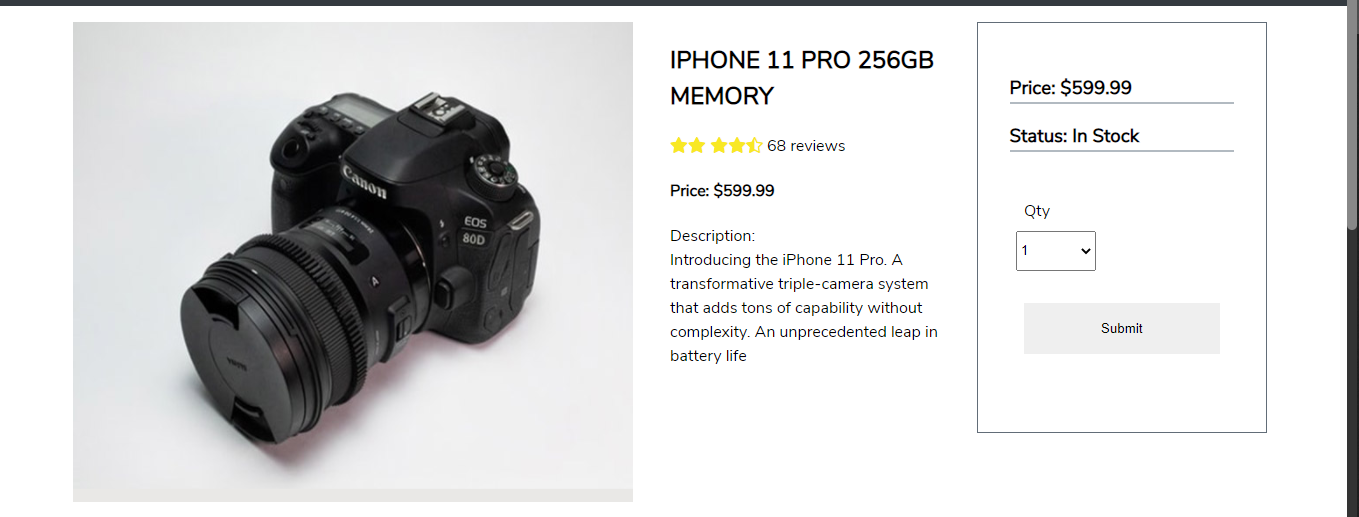 Canon
EOS
80D
A
IPHONE 11 PRO 256GB
MEMORY
68 reviews
Price: $599.99
Description:
Introducing the iPhone 11 Pro. A
transformative triple-camera system
that adds tons of capability without
complexity. An unprecedented leap in
battery life
Price: $599.99
Status: In Stock
Qty
1
Submit